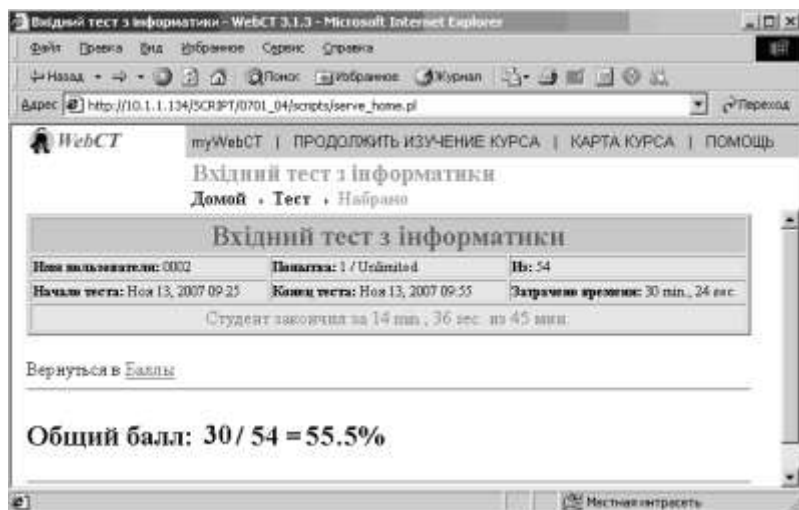 Вхідний тест з інформатики - WebCT 3.1.3 - Microsoft Internet Explorer
Файл Правка Вид Избранное Сервис Справка
Назад Поиск Избранное Журнал
Адрес http://10.1.1.134/SCRIPT/0701_04/scripts/serve_home.pl Переход
WebCT myWebCT | ПРОДОЛЖИТЬ ИЗУЧЕНИЕ КУРСА | КАРТА КУРСА | ПОМОЩЬ
Вхідний тест з інформатики
Домой › Тест › Набрано
Вхідний тест з інформатики
Имя пользователя: 0002 Попытка: 1 / Unlimited Из: 54
Начало теста: Ноя 13, 2007 09:25 Конец теста: Ноя 13, 2007 09:55 Затрачено времени: 30 min., 24 sec.
Студент закончил за 14 min., 36 sec. из 45 мин.
Вернуться в Баллы
Общий балл: 30 / 54 = 55.5%
Местная интрасеть